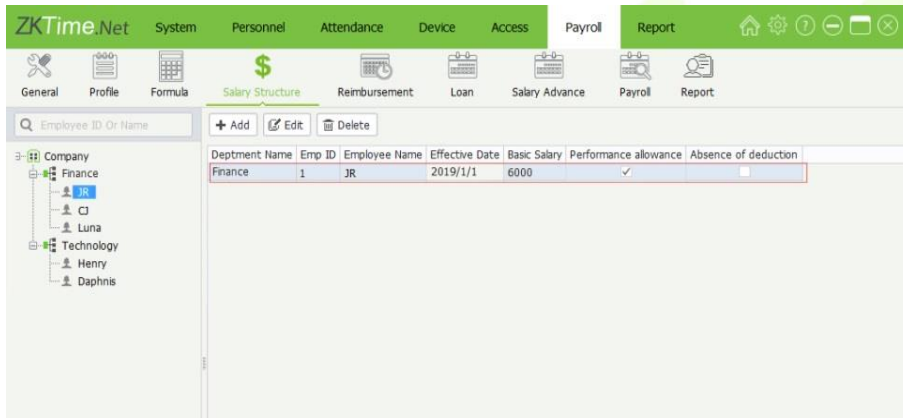 ZKTime.Net System Personnel Attendance Device Access Payroll Report
General Profile Formula Salary Structure Reimbursement Loan Salary Advance Payroll Report
Employee ID Or Name
Add Edit Delete
Company
Finance
JR
CJ
Luna
Technology
Henry
Daphnis
Deptment Name Emp ID Employee Name Effective Date Basic Salary Performance allowance Absence of deduction
Finance 1 JR 2019/1/1 6000